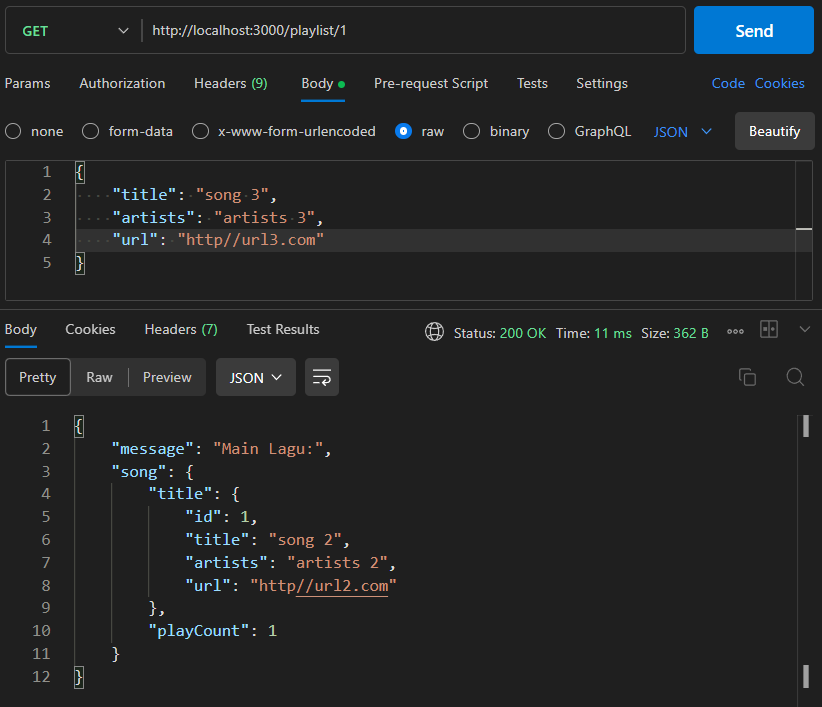 GET http://localhost:3000/playlist/1 Send
Params Authorization Headers (9) Body Pre-request Script Tests Settings Code Cookies
none form-data x-www-form-urlencoded raw binary GraphQL JSON Beautify
1 {
2 "title": "song 3",
3 "artists": "artists 3",
4 "url": "http//url3.com"
5 }
Body Cookies Headers (7) Test Results Status: 200 OK Time: 11 ms Size: 362 B
Pretty Raw Preview JSON
1 {
2 "message": "Main Lagu:",
3 "song": {
4 "title": {
5 "id": 1,
6 "title": "song 2",
7 "artists": "artists 2",
8 "url": "http//url2.com"
9 },
10 "playCount": 1
11 }
12 }